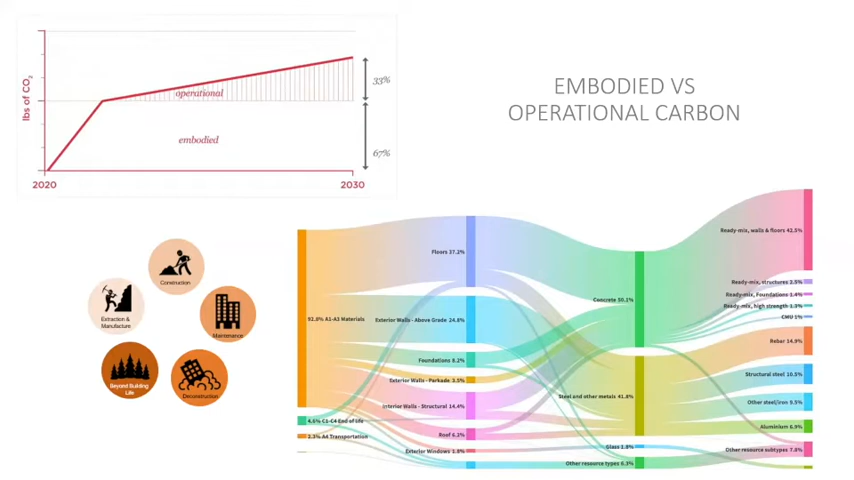 EMBODIED VS
OPERATIONAL CARBON
lbs of CO2
operational
embodied
33%
67%
2020
2030
Construction
Extraction &
Manufacture
Maintenance
Beyond Building
Life
Deconstruction
92.8% A1-A3 Materials
4.6% C1-C4 End of Life
2.3% A4 Transportation
Floors 37.2%
Exterior Walls - Above Grade 24.8%
Foundations 8.2%
Exterior Walls - Parkade 3.5%
Interior Walls - Structural 14.4%
Roof 6.2%
Exterior Windows 1.8%
Concrete 50.1%
Steel and other metals 41.8%
Glass 1.8%
Other resource types 6.3%
Ready-mix, walls & floors 42.5%
Ready-mix, structures 2.5%
Ready-mix, Foundations 1.4%
Ready-mix, high strength 1.3%
CMU 1%
Rebar 14.9%
Structural steel 10.5%
Other steel/iron 9.5%
Aluminium 6.9%
Other resource subtypes 7.8%